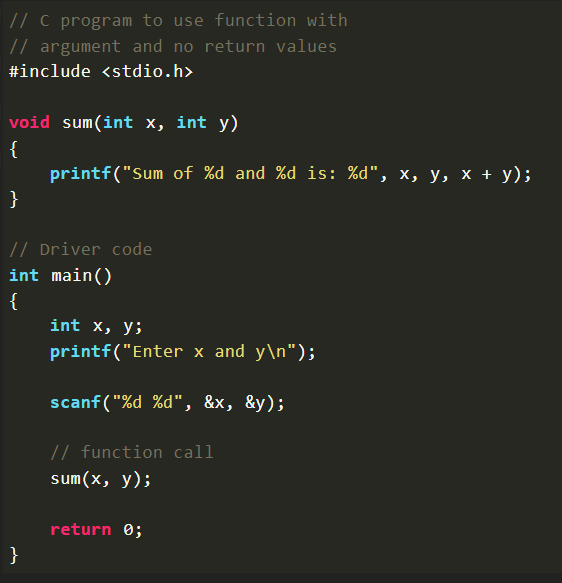 // C program to use function with
// argument and no return values
#include <stdio.h>
void sum(int x, int y)
{
    printf("Sum of %d and %d is: %d", x, y, x + y);
}
// Driver code
int main()
{
    int x, y;
    printf("Enter x and y\n");
    scanf("%d %d", &x, &y);
    // function call
    sum(x, y);
    return 0;
}